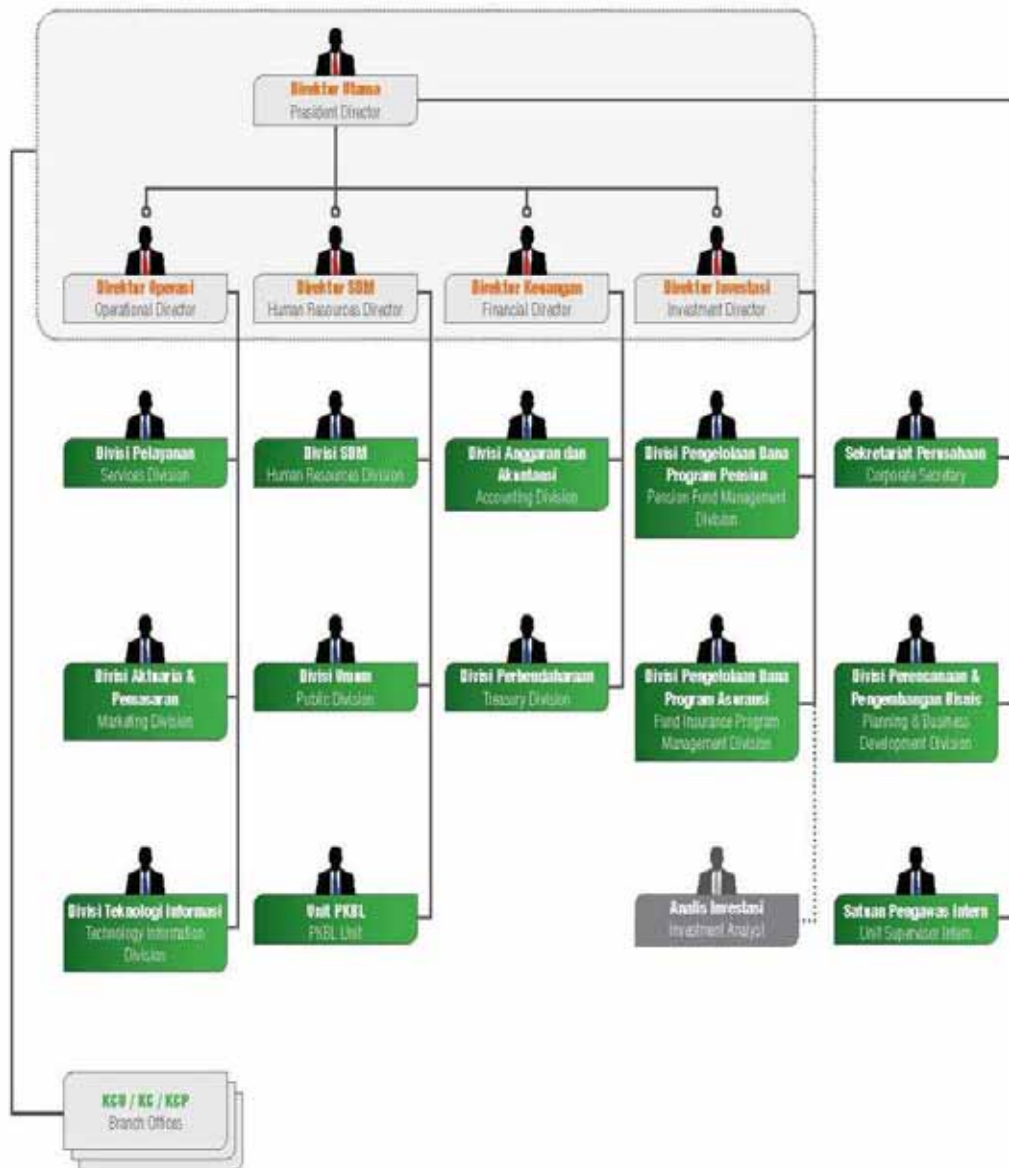 Direktur Utama
President Director
Direktur Operasi
Operational Director
Direktur SDM
Human Resources Director
Direktur Keuangan
Financial Director
Direktur Investasi
Investment Director
Divisi Pelayanan
Services Division
Divisi SDM
Human Resources Division
Divisi Anggaran dan
Akuntansi
Accounting Division
Divisi Pengelolaan Dana
Program Pensiun
Pension Fund Management
Division
Sekretariat Perusahaan
Corporate Secretary
Divisi Aktuaria &
Pemasaran
Marketing Division
Divisi Umum
Public Division
Divisi Perbendaharaan
Treasury Division
Divisi Pengelolaan Dana
Program Asuransi
Fund Insurance Program
Management Division
Divisi Perencanaan &
Pengembangan Bisnis
Planning & Business
Development Division
Divisi Teknologi Informasi
Technology Information
Division
Unit PKBL
PKBL Unit
Analis Investasi
Investment Analyst
Satuan Pengawas Intern
Unit Supervisor Intern
KCU / KC / KCP
Branch Offices